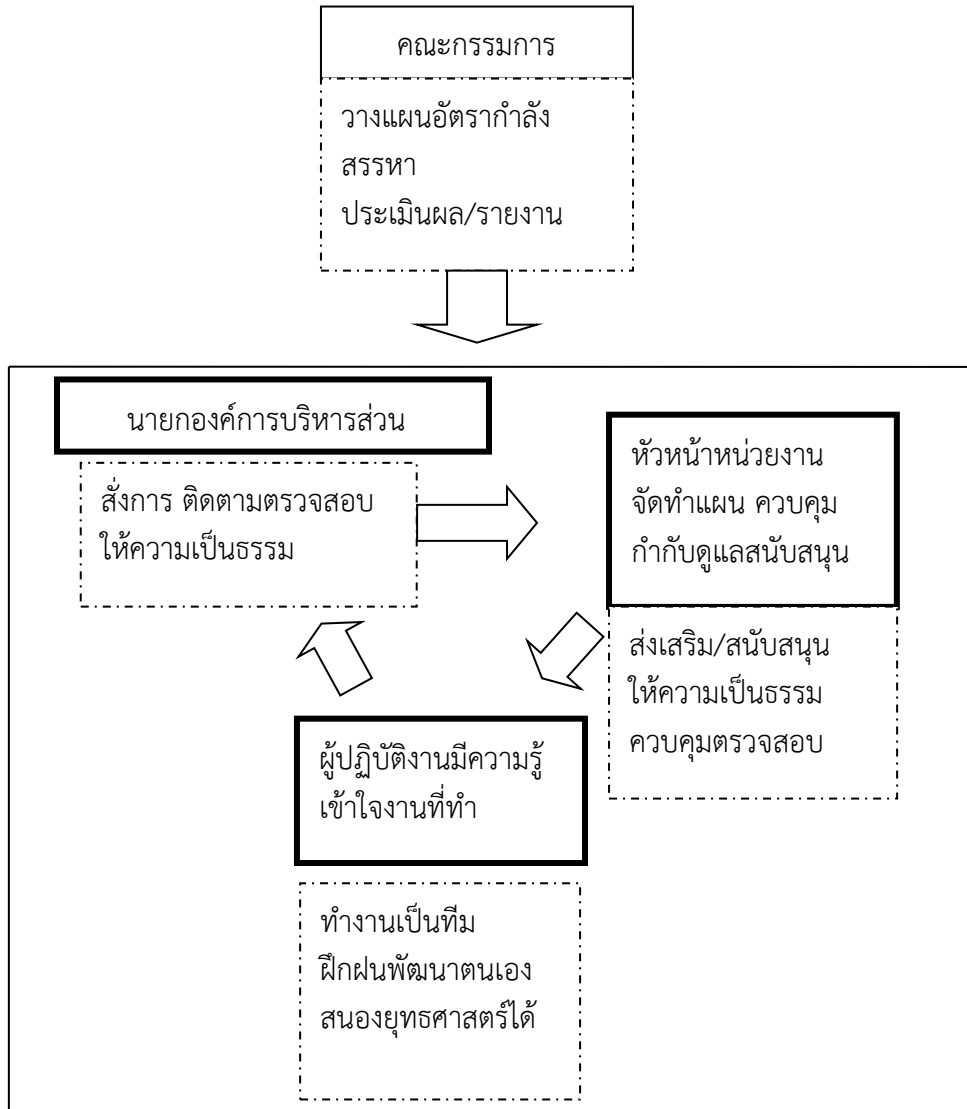 คณะกรรมการ
วางแผนอัตรากำลัง
สรรหา
ประเมินผล/รายงาน
นายกองค์การบริหารส่วน
สั่งการ ติดตามตรวจสอบ
ให้ความเป็นธรรม
หัวหน้าหน่วยงาน
จัดทำแผน ควบคุม
กำกับดูแลสนับสนุน
ส่งเสริม/สนับสนุน
ให้ความเป็นธรรม
ควบคุมตรวจสอบ
ผู้ปฏิบัติงานมีความรู้
เข้าใจงานที่ทำ
ทำงานเป็นทีม
ฝึกฝนพัฒนาตนเอง
สนองยุทธศาสตร์ได้